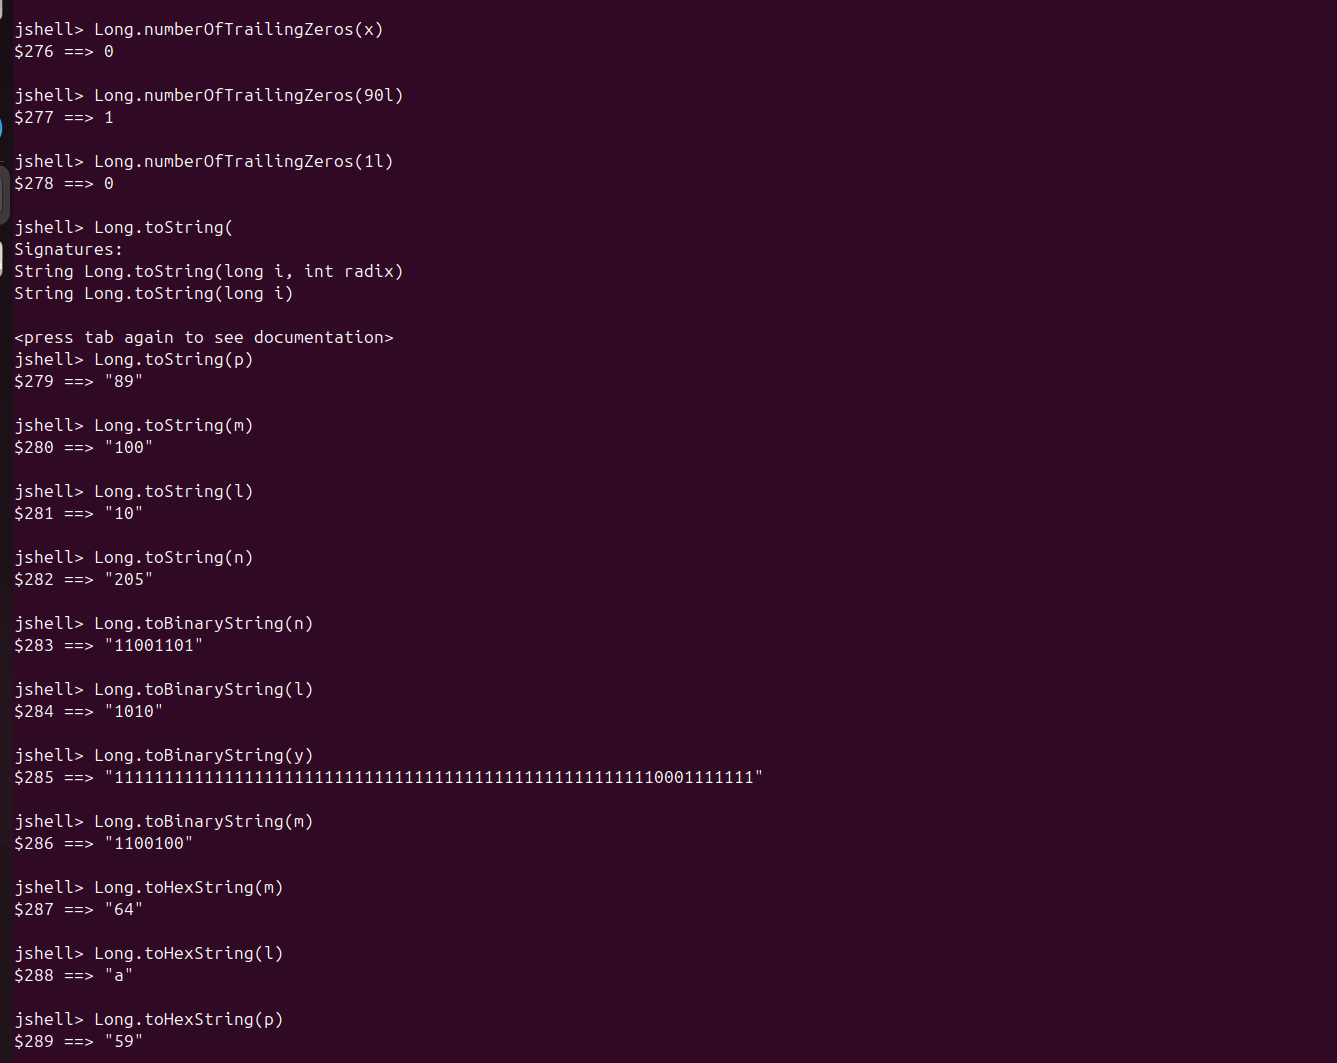 jshell> Long.numberOfTrailingZeros(x)
$276 ==> 0
jshell> Long.numberOfTrailingZeros(90l)
$277 ==> 1
jshell> Long.numberOfTrailingZeros(1l)
$278 ==> 0
jshell> Long.toString(
Signatures:
String Long.toString(long i, int radix)
String Long.toString(long i)
<press tab again to see documentation>
jshell> Long.toString(p)
$279 ==> "89"
jshell> Long.toString(m)
$280 ==> "100"
jshell> Long.toString(l)
$281 ==> "10"
jshell> Long.toString(n)
$282 ==> "205"
jshell> Long.toBinaryString(n)
$283 ==> "11001101"
jshell> Long.toBinaryString(l)
$284 ==> "1010"
jshell> Long.toBinaryString(y)
$285 ==> "1111111111111111111111111111111111111111111111111111110001111111"
jshell> Long.toBinaryString(m)
$286 ==> "1100100"
jshell> Long.toHexString(m)
$287 ==> "64"
jshell> Long.toHexString(l)
$288 ==> "a"
jshell> Long.toHexString(p)
$289 ==> "59"